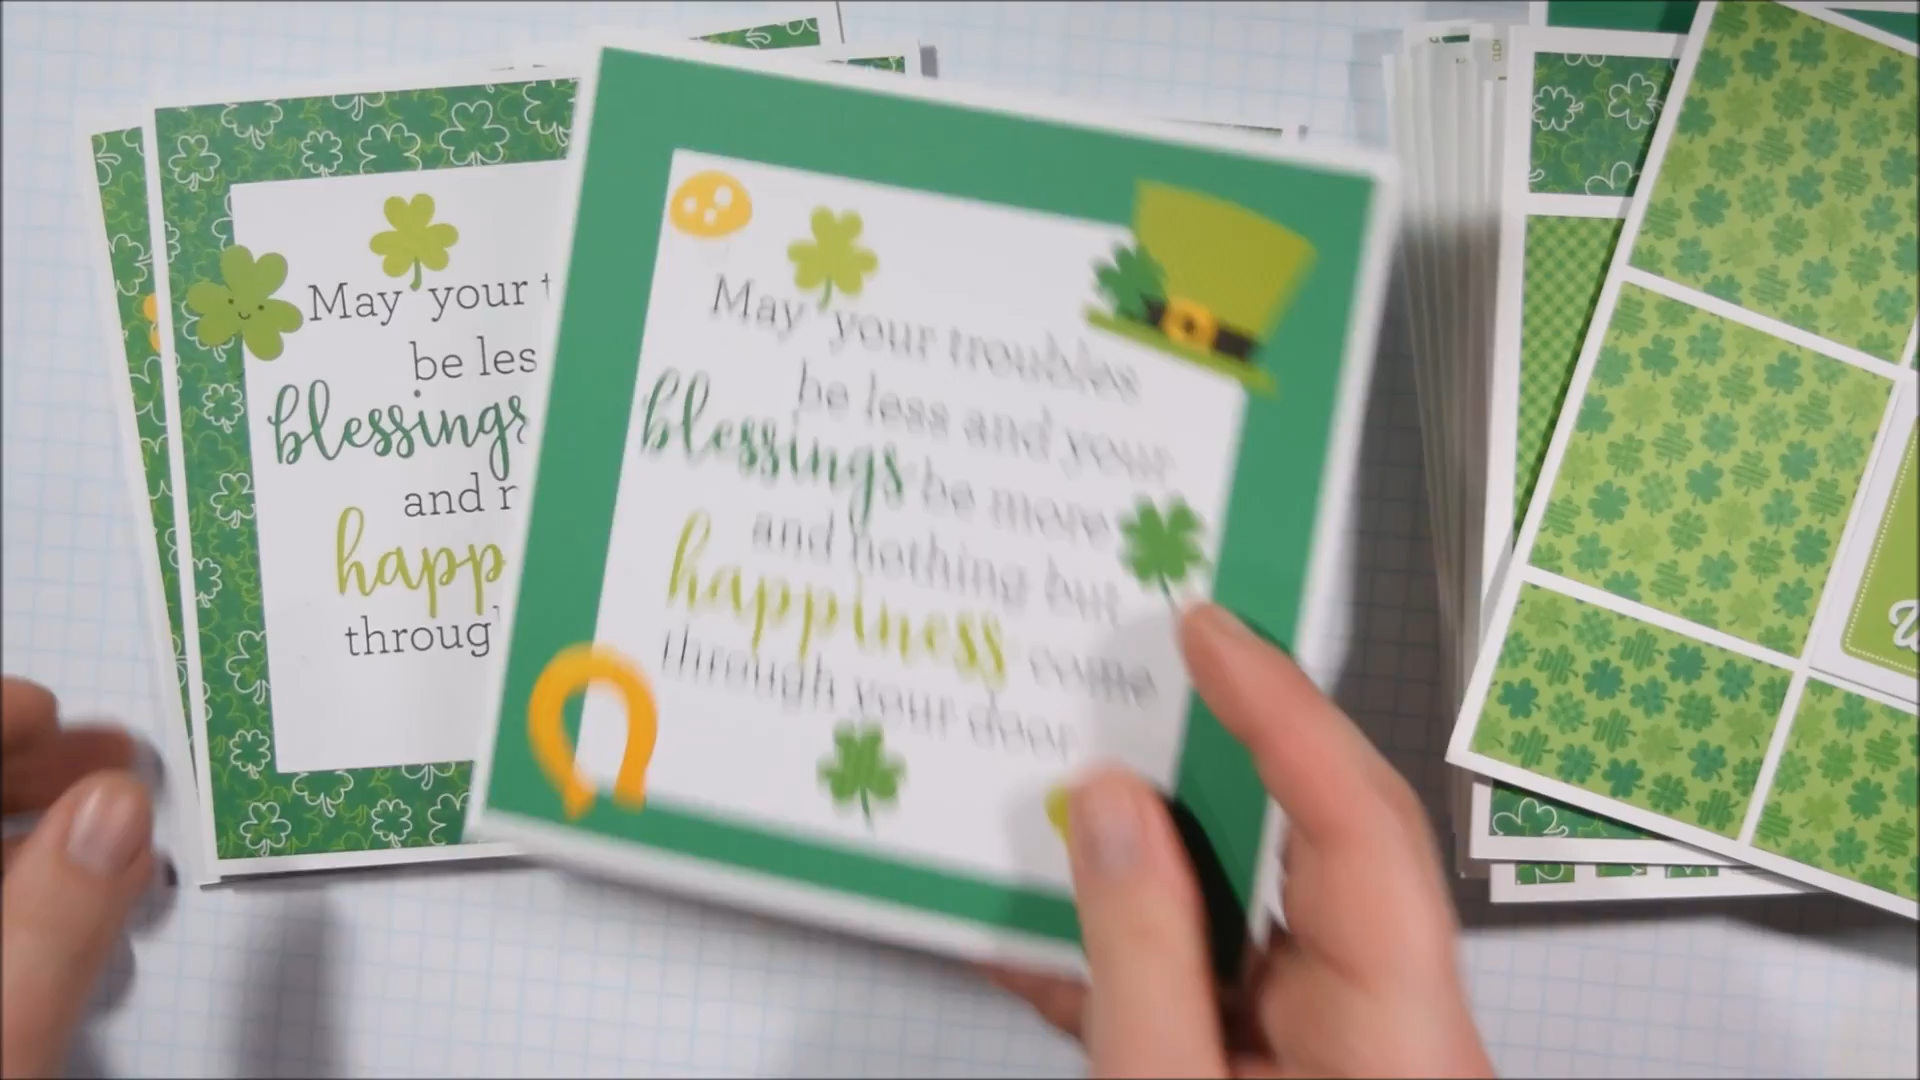 May your
be les
blessings
and
happ
throug
May your troubles
be less and your
blessings be more
and nothing but
happiness come
through your door